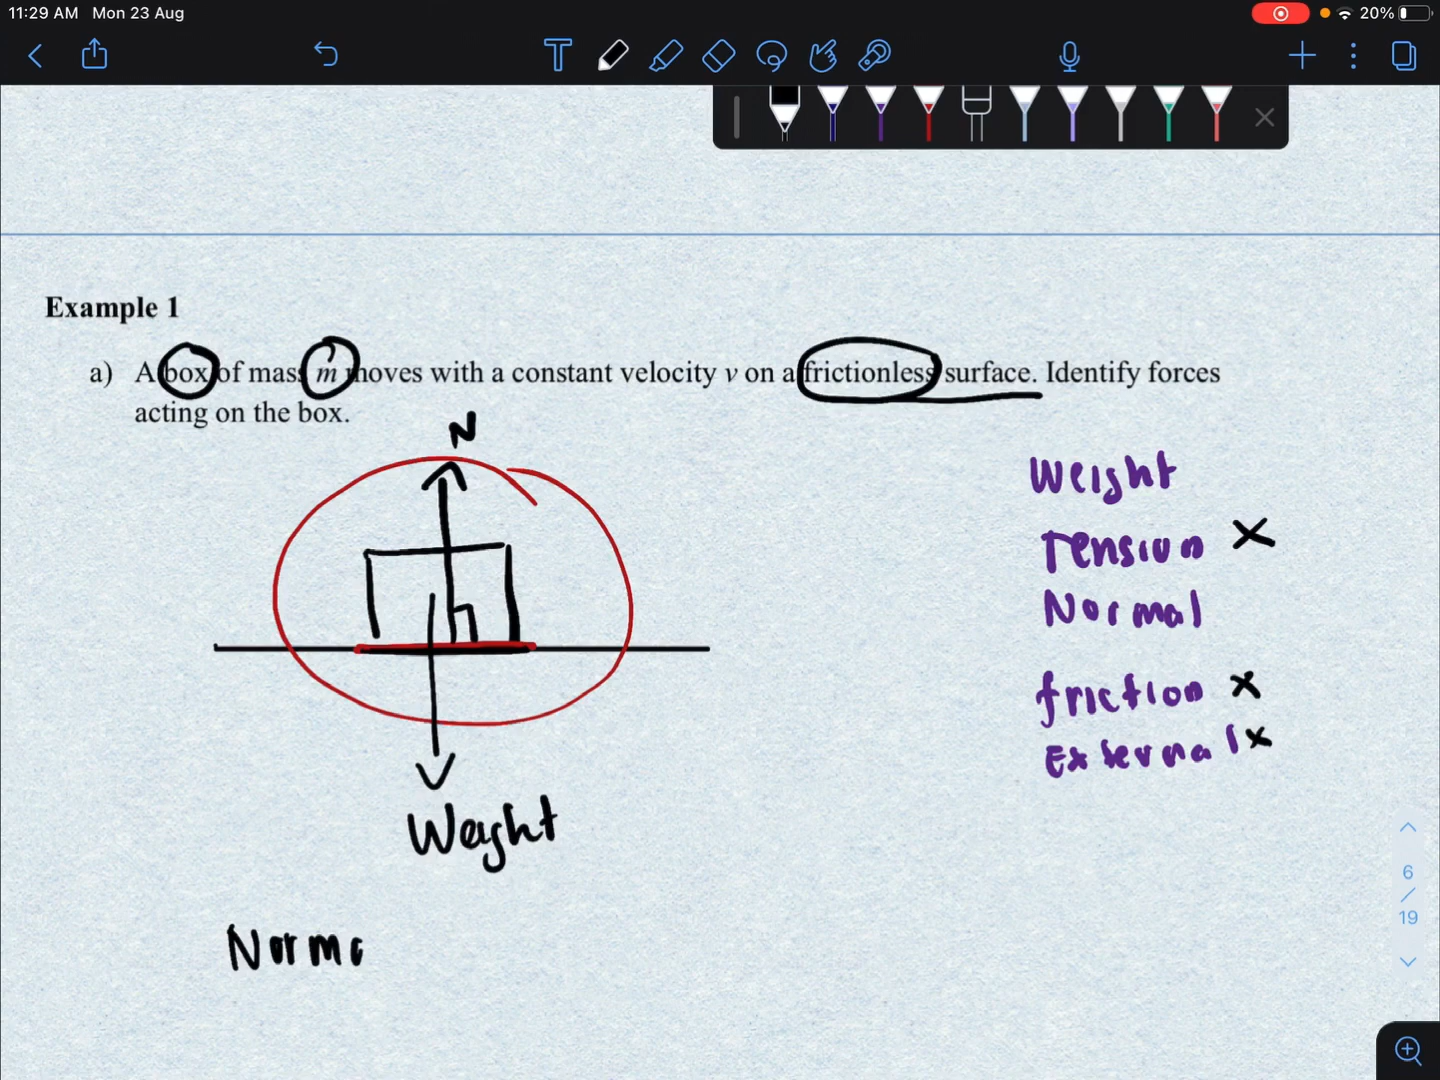 11:29 AM Mon 23 Aug
20%
Example 1
a) A box of mass m moves with a constant velocity v on a frictionless surface. Identify forces
acting on the box.
N
Weight
Tension X
Normal
friction X
External X
Weight
6
/
19
Norma